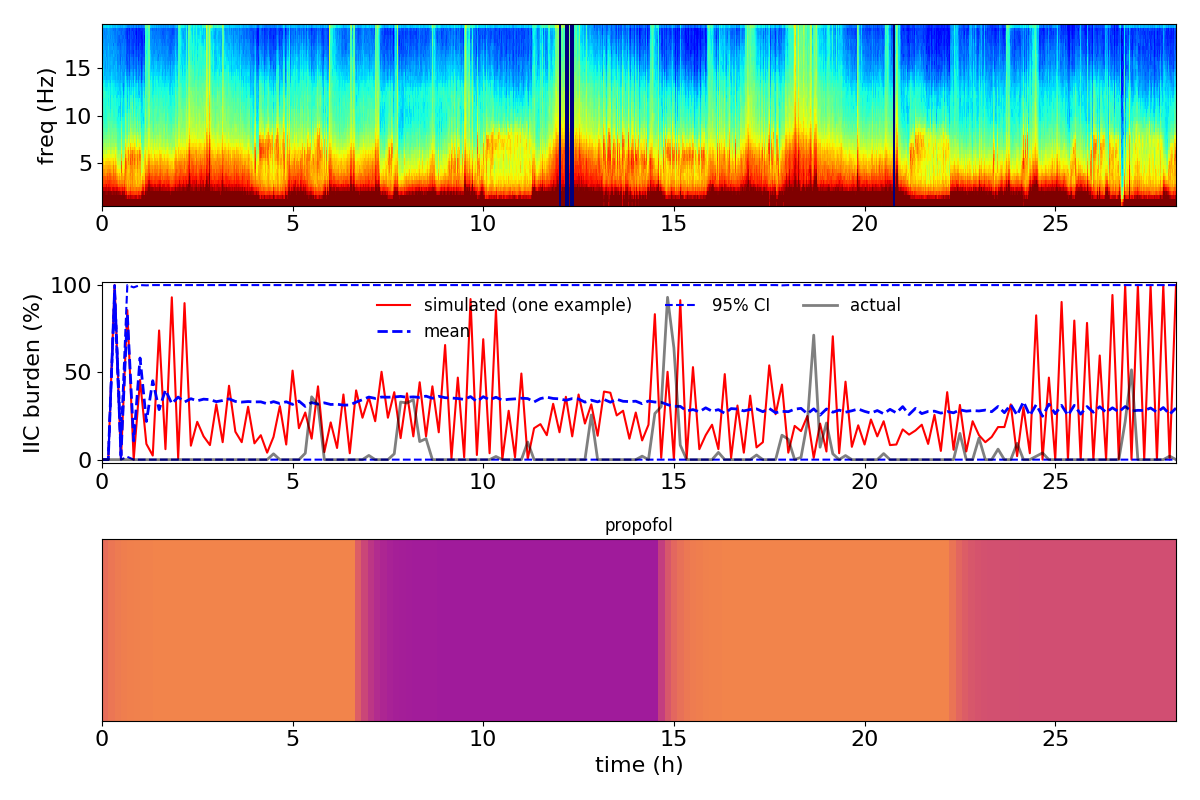 freq (Hz)
15
10
5
0 5 10 15 20 25
IIC burden (%)
100
50
0
simulated (one example) 95% CI actual
mean
0 5 10 15 20 25
propofol
0 5 10 15 20 25
time (h)